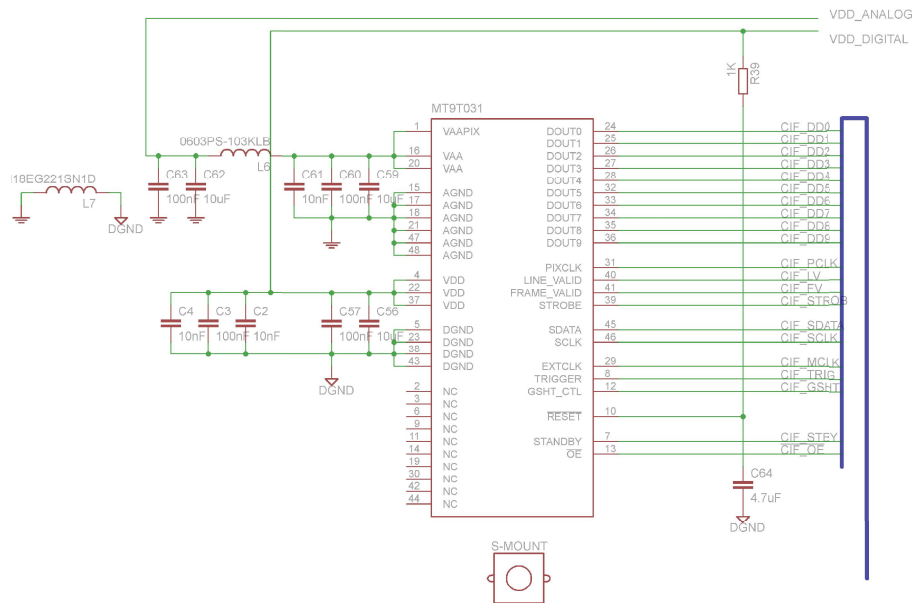 VDD_ANALOG
VDD_DIGITAL
1K
R39
MT9T031
0603PS-103KLB
L6
C63
100nF
C62
10uF
C61
10nF
C60
100nF
C59
10uF
I18EG221SN1D
L7
DGND
1 VAAPIX
16 VAA
20 VAA
15 AGND
17 AGND
18 AGND
21 AGND
47 AGND
48 AGND
4 VDD
22 VDD
37 VDD
5 DGND
23 DGND
38 DGND
43 DGND
2 NC
3 NC
6 NC
9 NC
11 NC
14 NC
19 NC
30 NC
42 NC
44 NC
C4
10nF
C3
100nF
C2
10nF
C57
100nF
C56
10uF
DGND
DOUT0 24 CIF_DD0
DOUT1 25 CIF_DD1
DOUT2 26 CIF_DD2
DOUT3 27 CIF_DD3
DOUT4 28 CIF_DD4
DOUT5 32 CIF_DD5
DOUT6 33 CIF_DD6
DOUT7 34 CIF_DD7
DOUT8 35 CIF_DD8
DOUT9 36 CIF_DD9
PIXCLK 31 CIF_PCLK
LINE_VALID 40 CIF_LV
FRAME_VALID 41 CIF_FV
STROBE 39 CIF_STROB
SDATA 45 CIF_SDATA
SCLK 46 CIF_SCLK
EXTCLK 29 CIF_MCLK
TRIGGER 8 CIF_TRIG
GSHT_CTL 12 CIF_GSHT
RESET 10
STANDBY 7 CIF_STBY
OE 13 CIF_OE
C64
4.7uF
DGND
S-MOUNT